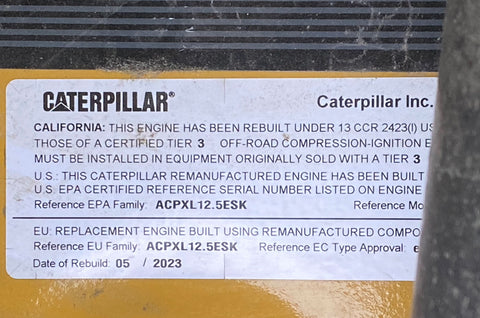 CATERPILLAR® Caterpillar Inc.
CALIFORNIA: THIS ENGINE HAS BEEN REBUILT UNDER 13 CCR 2423(l)
THOSE OF A CERTIFIED TIER 3 OFF-ROAD COMPRESSION-IGNITION
MUST BE INSTALLED IN EQUIPMENT ORIGINALLY SOLD WITH A TIER 3
U.S.: THIS CATERPILLAR REMANUFACTURED ENGINE HAS BEEN BUILT
U.S. EPA CERTIFIED REFERENCE SERIAL NUMBER LISTED ON ENGINE
Reference EPA Family: ACPXL12.5ESK Reference
EU: REPLACEMENT ENGINE BUILT USING REMANUFACTURED
Reference EU Family: ACPXL12.5ESK Reference EC Type Approval:
Date of Rebuild: 05 / 2023